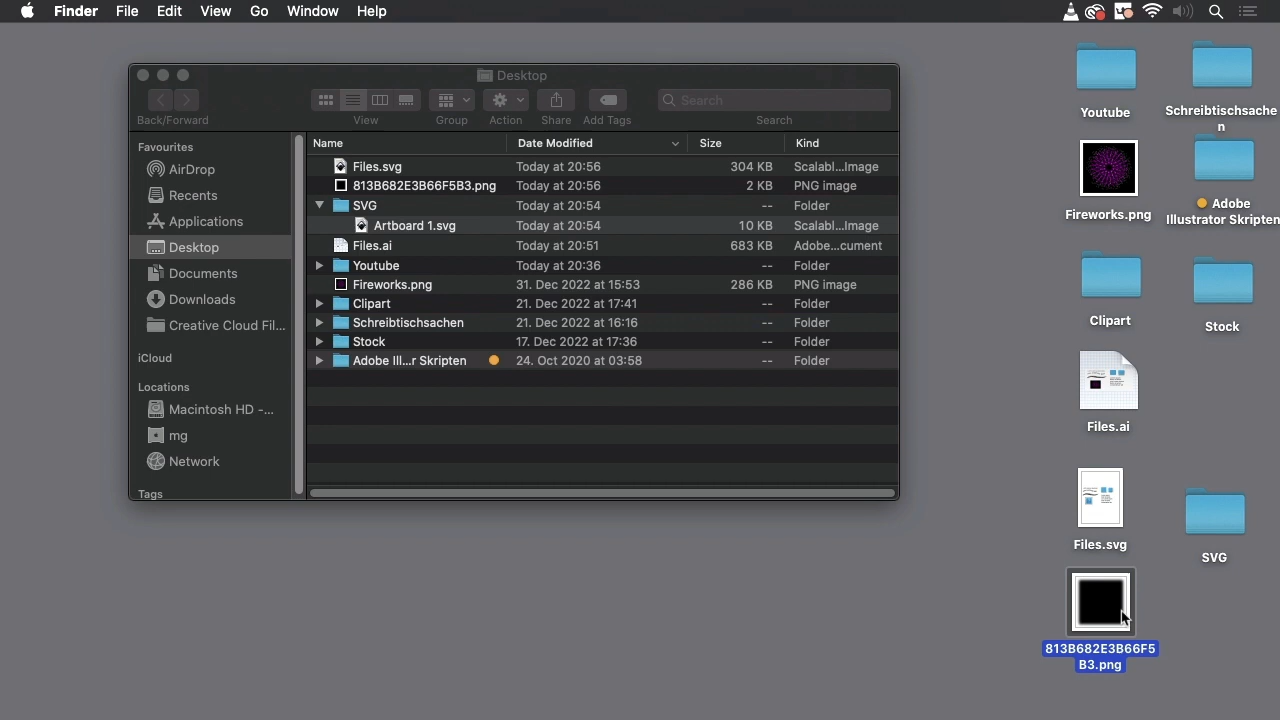 Finder File Edit View Go Window Help
Desktop
Search
Back/Forward View Group Action Share Add Tags Search
Favourites
AirDrop
Recents
Applications
Desktop
Documents
Downloads
Creative Cloud Fil...
iCloud
Locations
Macintosh HD -...
mg
Network
Tags
Name Date Modified Size Kind
Files.svg Today at 20:56 304 KB Scalabl...Image
813B682E3B66F5B3.png Today at 20:56 2 KB PNG image
SVG Today at 20:54 -- Folder
Artboard 1.svg Today at 20:54 10 KB Scalabl...Image
Files.ai Today at 20:51 683 KB Adobe...cument
Youtube Today at 20:36 -- Folder
Fireworks.png 31. Dec 2022 at 15:53 286 KB PNG image
Clipart 21. Dec 2022 at 17:41 -- Folder
Schreibtischsachen 21. Dec 2022 at 16:16 -- Folder
Stock 17. Dec 2022 at 17:36 -- Folder
Adobe Ill...r Skripten 24. Oct 2020 at 03:58 -- Folder
Youtube
Schreibtischsache
n
Fireworks.png
Adobe
Illustrator Skripten
Clipart
Stock
Files.ai
Files.svg
SVG
813B682E3B66F5
B3.png